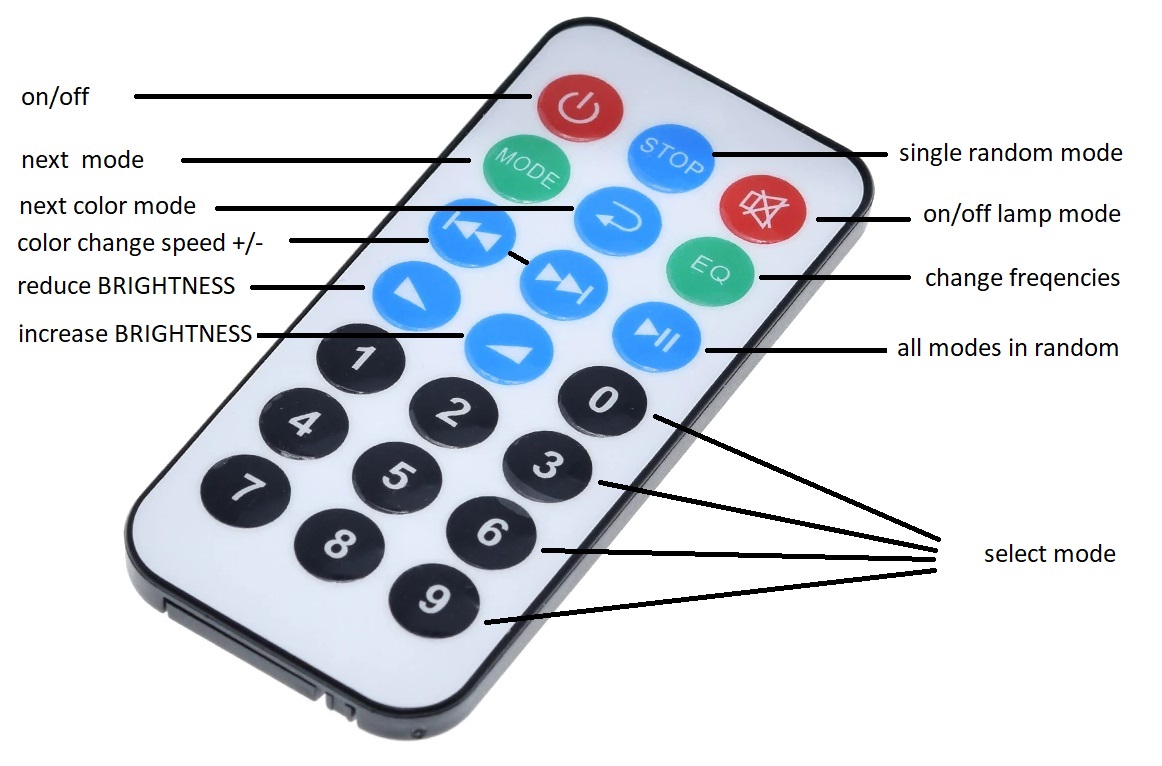 on/off
next  mode
next color mode
color change speed +/-
reduce BRIGHTNESS
increase BRIGHTNESS
STOP
MODE
EQ
1
2
0
4
5
3
7
8
6
9
single random mode
on/off lamp mode
change freqencies
all modes in random
select mode